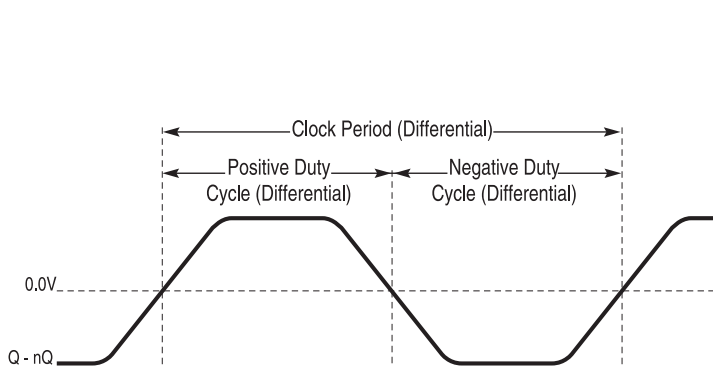 Clock Period (Differential)
Positive Duty
Cycle (Differential)
Negative Duty
Cycle (Differential)
0.0V
Q - nQ